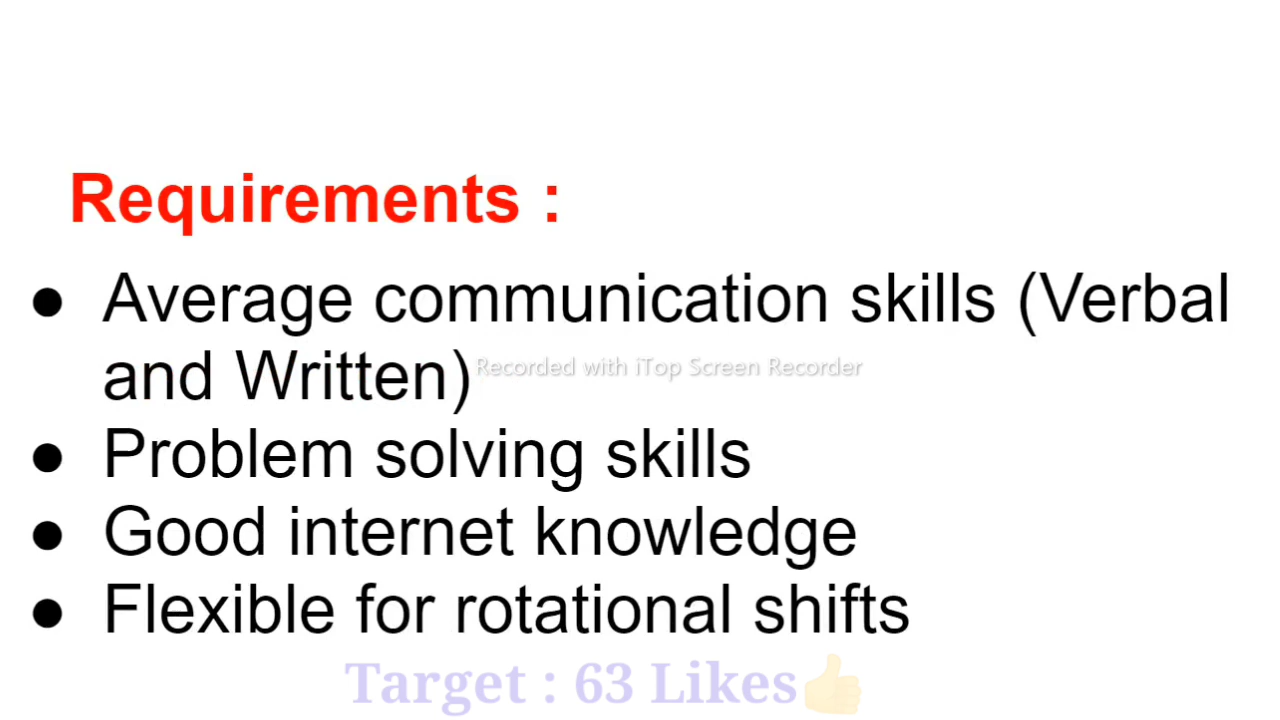 Requirements :
● Average communication skills (Verbal
and Written)
Recorded with iTop Screen Recorder
● Problem solving skills
● Good internet knowledge
● Flexible for rotational shifts
Target : 63 Likes👍